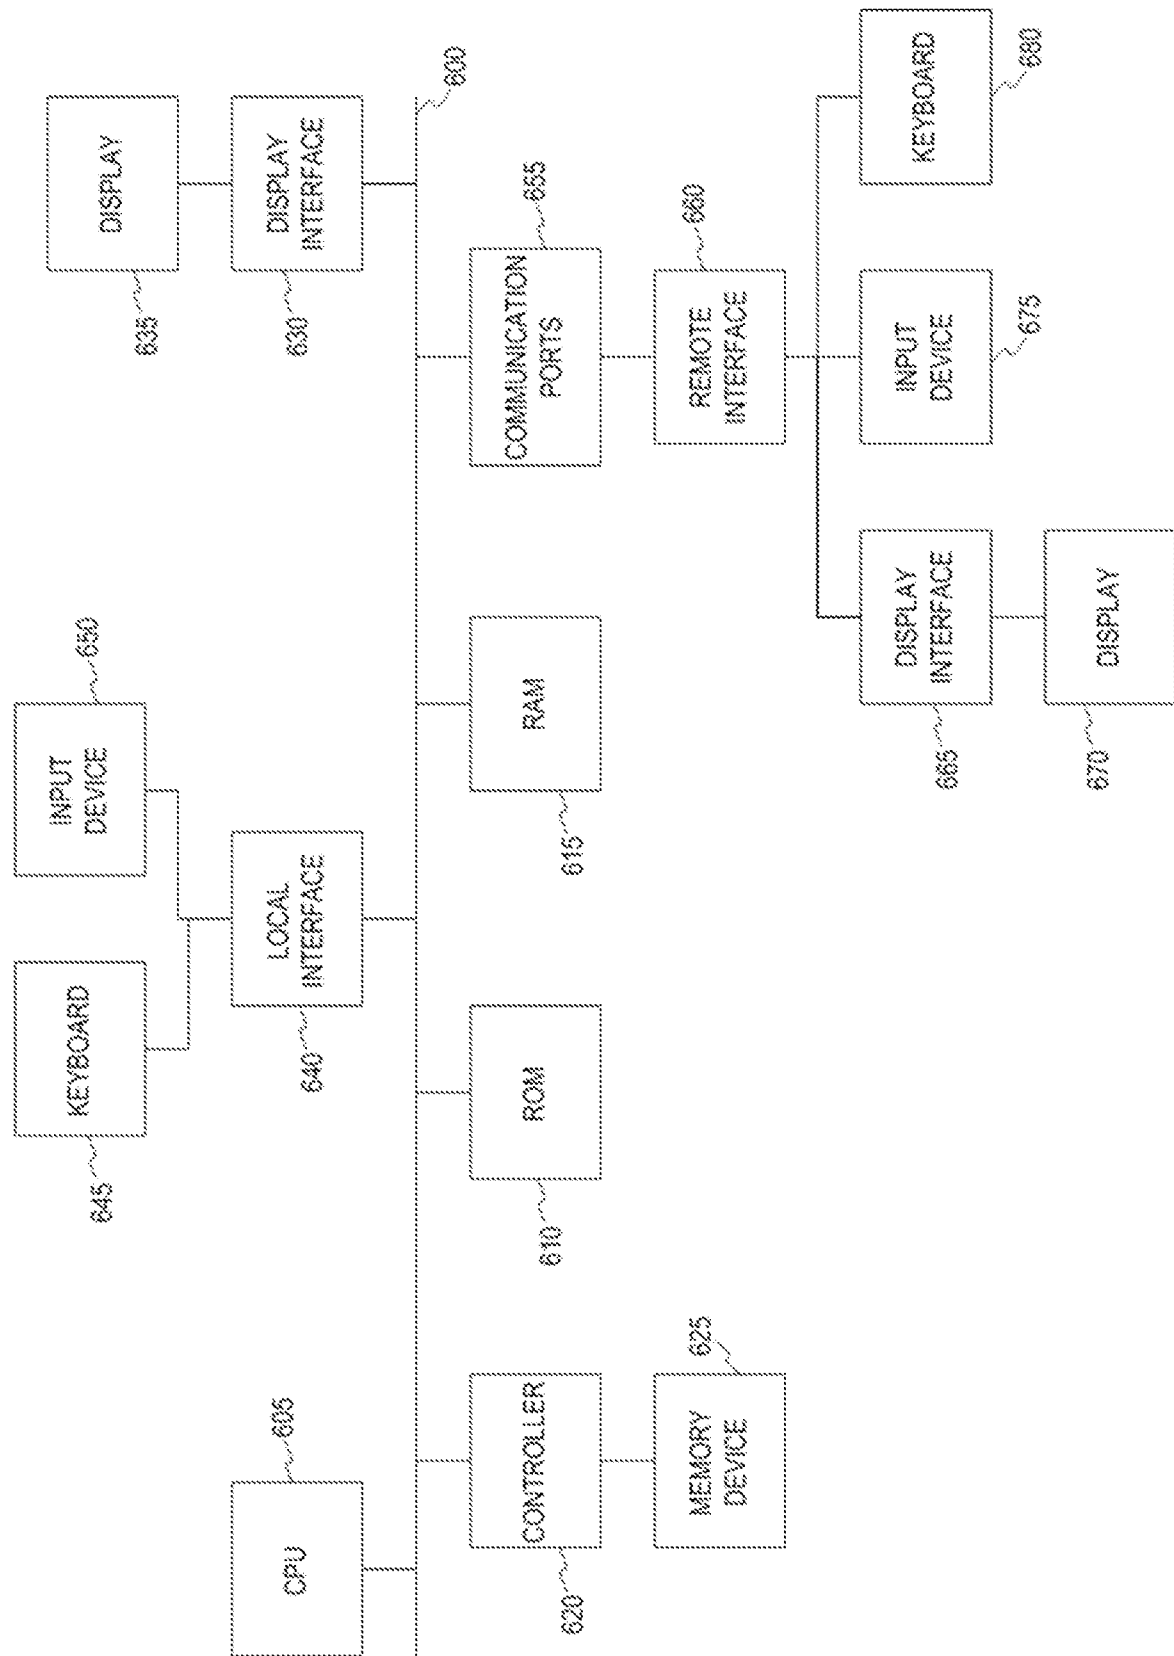 645
KEYBOARD
INPUT
DEVICE
650
635
DISPLAY
CPU
605
640
LOCAL
INTERFACE
630
DISPLAY
INTERFACE
600
620
CONTROLLER
610
ROM
615
RAM
COMMUNICATION
PORTS
655
MEMORY
DEVICE
625
REMOTE
INTERFACE
660
665
DISPLAY
INTERFACE
INPUT
DEVICE
675
KEYBOARD
680
670
DISPLAY